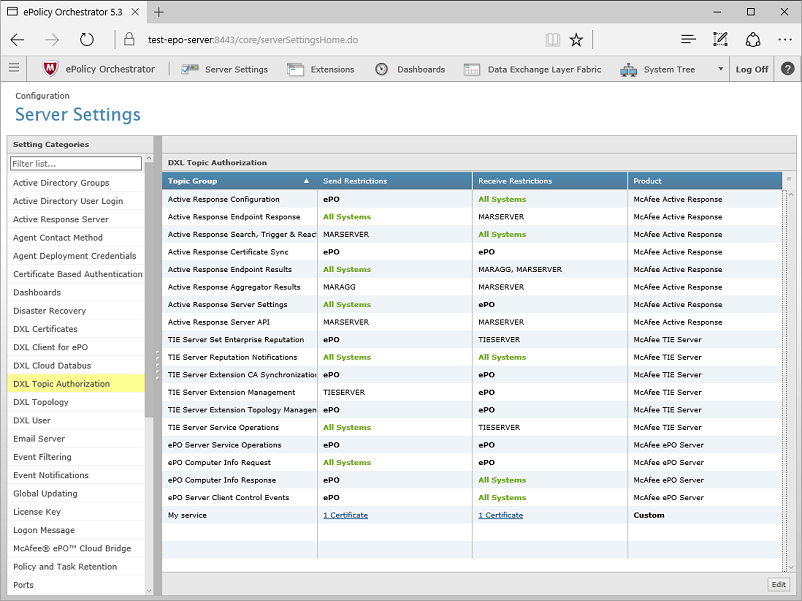 ePolicy Orchestrator 5.3.
test-epo-server:8443/core/serverSettingsHome.do
ePolicy Orchestrator Server Settings Extensions Dashboards Data Exchange Layer Fabric System Tree Log Off ?
Configuration
Server Settings
Setting Categories
Filter list...
Active Directory Groups
Active Directory User Login
Active Response Server
Agent Contact Method
Agent Deployment Credentials
Certificate Based Authentication
Dashboards
Disaster Recovery
DXL Certificates
DXL Client for ePO
DXL Cloud Databus
DXL Topic Authorization
DXL Topology
DXL User
Email Server
Event Filtering
Event Notifications
Global Updating
License Key
Logon Message
McAfee® ePO™ Cloud Bridge
Policy and Task Retention
Ports
DXL Topic Authorization
Topic Group Send Restrictions Receive Restrictions Product
Active Response Configuration ePO All Systems McAfee Active Response
Active Response Endpoint Response All Systems MARSERVER McAfee Active Response
Active Response Search, Trigger & Reac MARSERVER All Systems McAfee Active Response
Active Response Certificate Sync ePO ePO McAfee Active Response
Active Response Endpoint Results All Systems MARAGG, MARSERVER McAfee Active Response
Active Response Aggregator Results MARAGG MARSERVER McAfee Active Response
Active Response Server Settings All Systems ePO McAfee Active Response
Active Response Server API MARSERVER MARSERVER McAfee Active Response
TIE Server Set Enterprise Reputation ePO TIESERVER McAfee TIE Server
TIE Server Reputation Notifications All Systems All Systems McAfee TIE Server
TIE Server Extension CA Synchronizatio ePO ePO McAfee TIE Server
TIE Server Extension Management TIESERVER ePO McAfee TIE Server
TIE Server Extension Topology Managem ePO ePO McAfee TIE Server
TIE Server Service Operations All Systems TIESERVER McAfee TIE Server
ePO Server Service Operations ePO ePO McAfee ePO Server
ePO Computer Info Request All Systems ePO McAfee ePO Server
ePO Computer Info Response ePO All Systems McAfee ePO Server
ePO Server Client Control Events ePO All Systems McAfee ePO Server
My service 1 Certificate 1 Certificate Custom
Edit